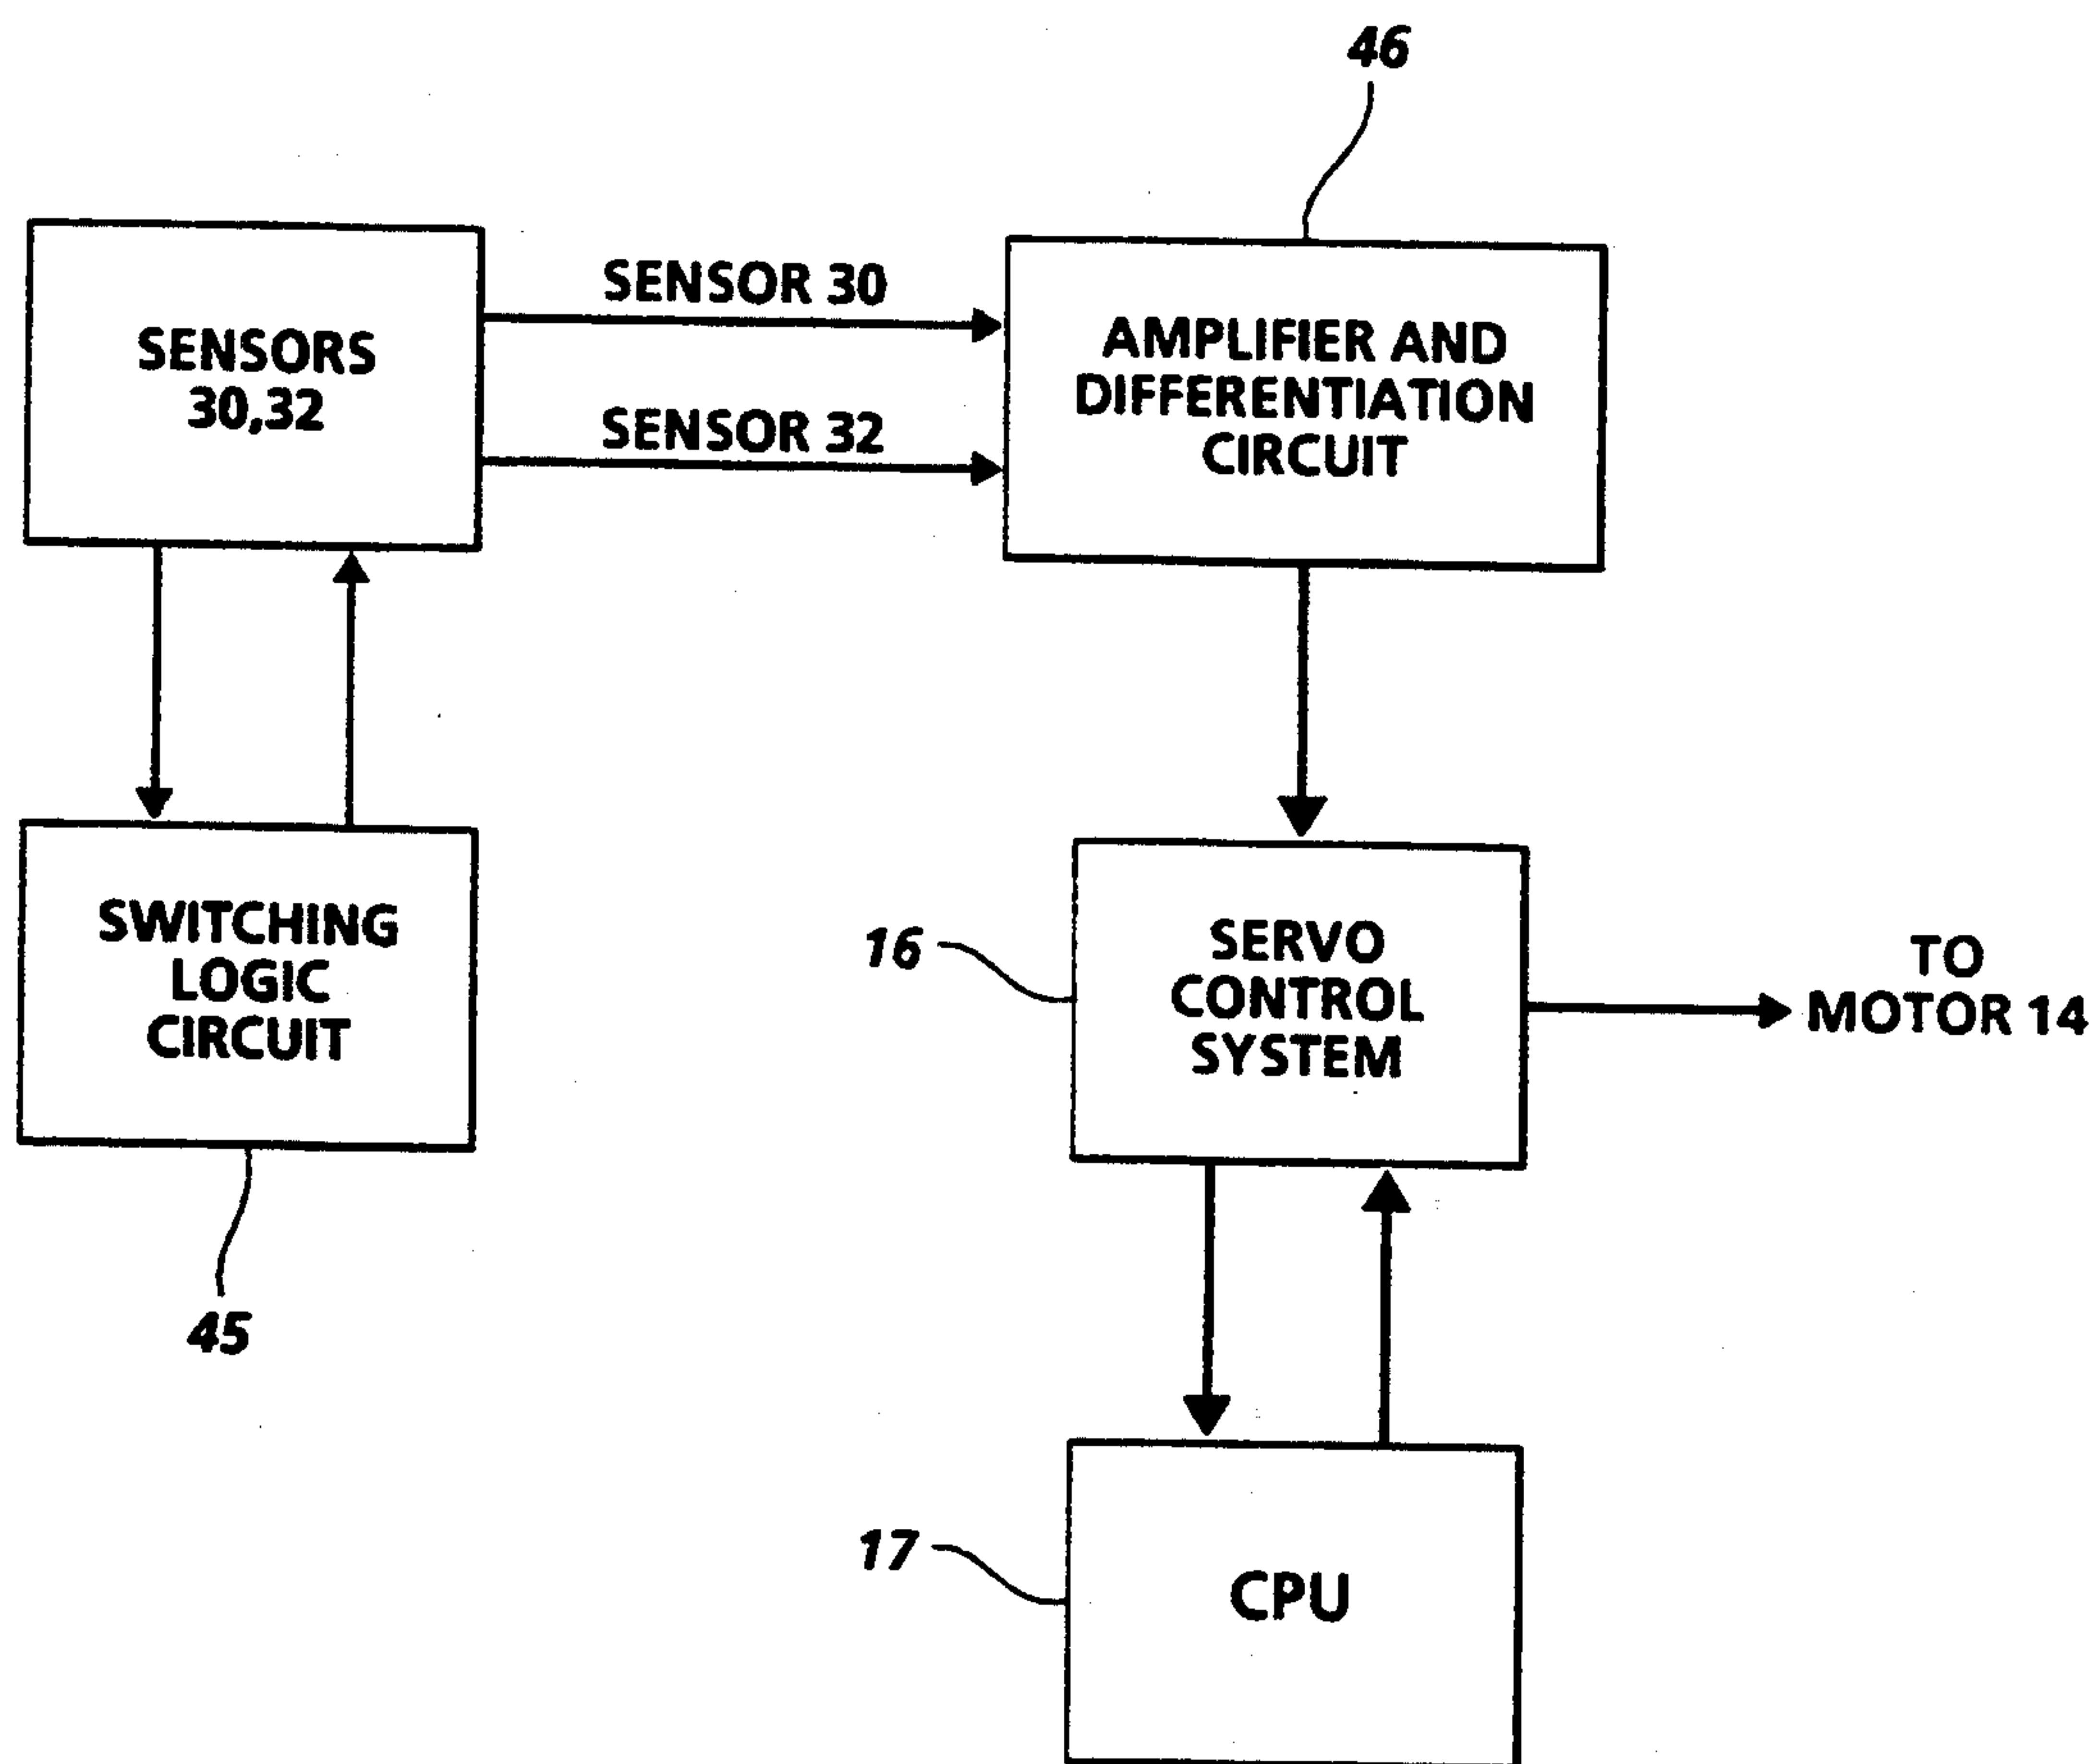 46
SENSORS
30,32
SENSOR 30
SENSOR 32
AMPLIFIER AND
DIFFERENTIATION
CIRCUIT
SWITCHING
LOGIC
CIRCUIT
45
16
SERVO
CONTROL
SYSTEM
TO
MOTOR 14
17
CPU